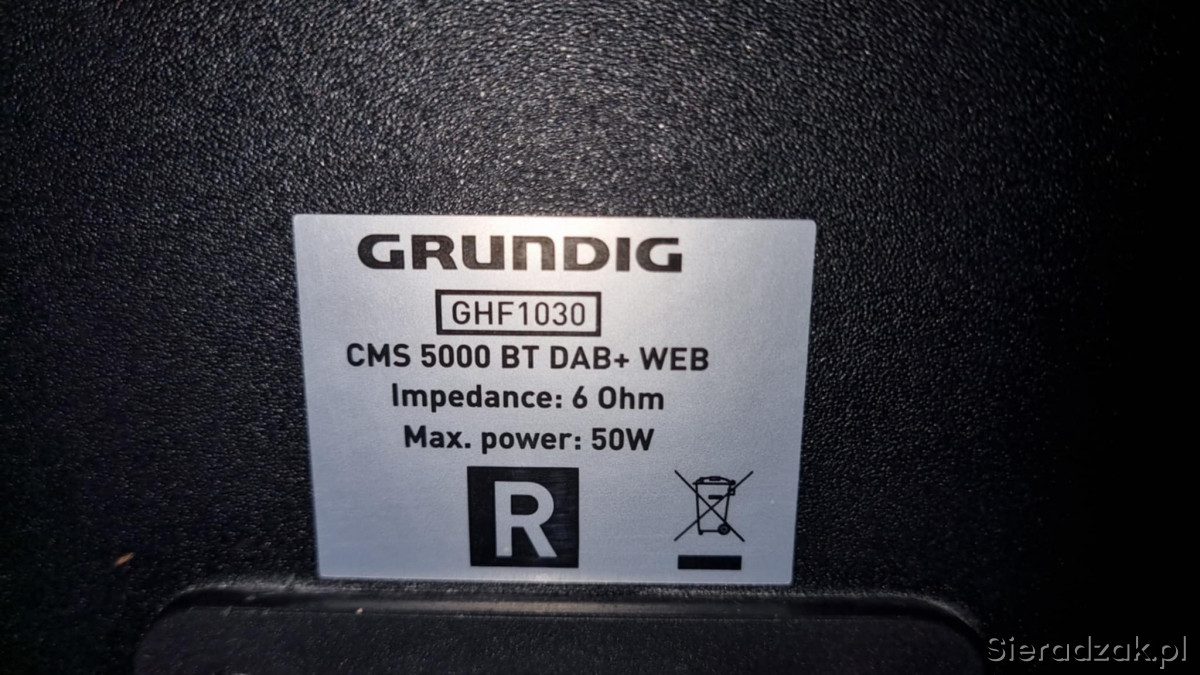 GRUNDIG
GHF1030
CMS 5000 BT DAB+ WEB
Impedance: 6 Ohm
Max. power: 50W
R
Sieradzak.pl